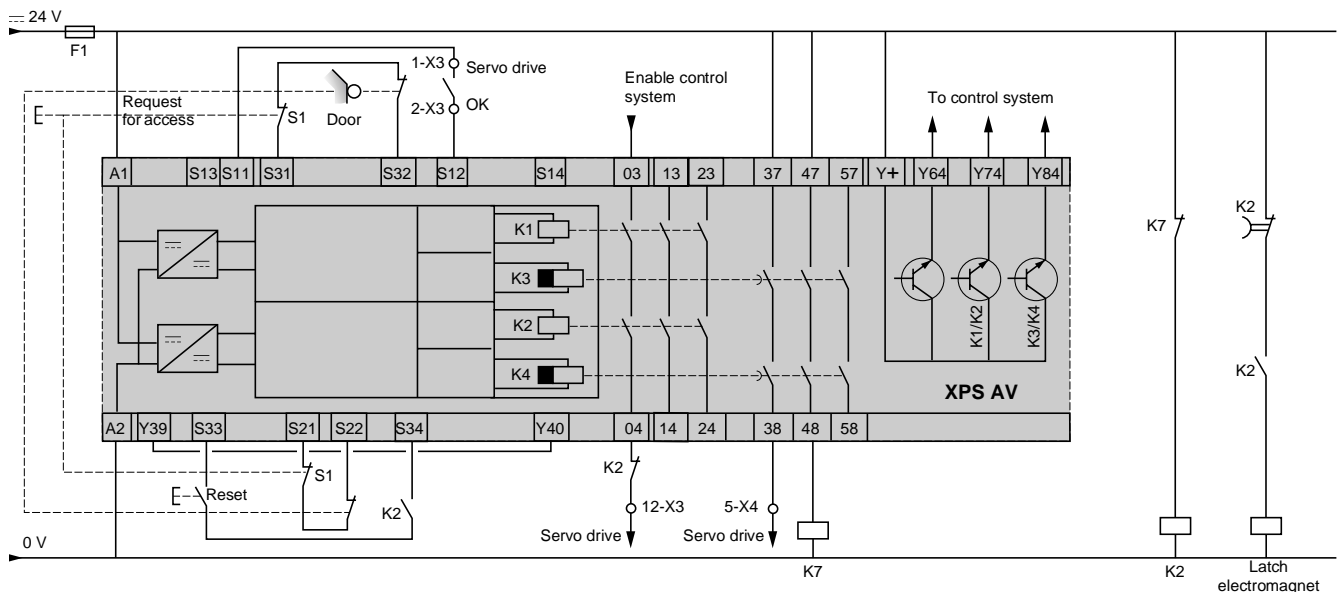 24 V
F1
1-X3 Servo drive
2-X3 OK
Request
for access
S1
Door
Enable control
system
To control system
A1 S13 S11 S31 S32 S12 S14 03 13 23 37 47 57 Y+ Y64 Y74 Y84
K1
K3
K2
K4
K1/K2
K3/K4
XPS AV
K7
K2
K2
A2 Y39 S33 S21 S22 S34 Y40 04 14 24 38 48 58
S1
Reset
K2
K2
12-X3
5-X4
Servo drive
Servo drive
0 V
K7
K2
Latch
electromagnet